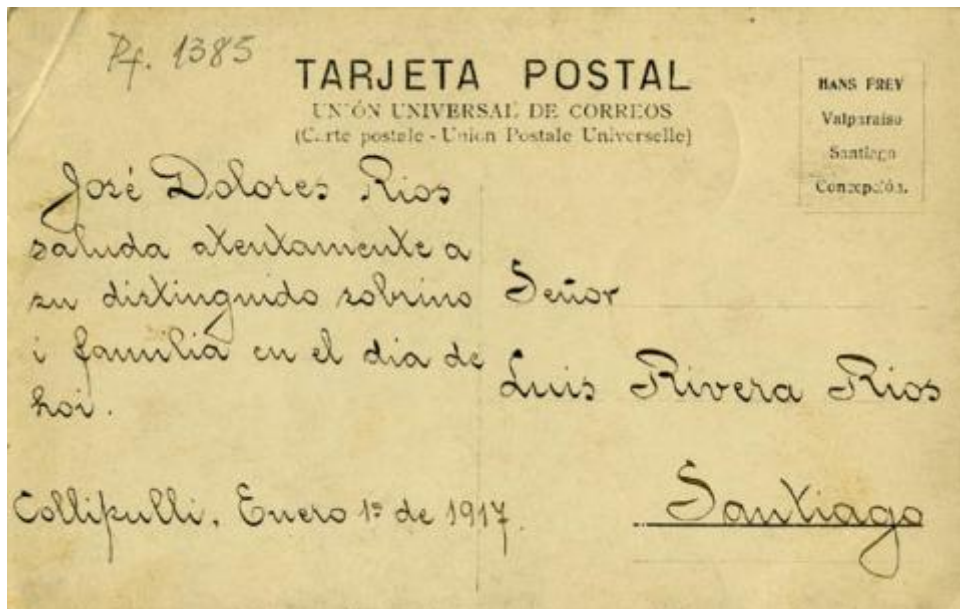 Pf. 1385
TARJETA POSTAL
UNIÓN UNIVERSAL DE CORREOS
(Carte postale - Union Postale Universelle)
HANS FREY
Valparaiso
Santiago
Concepción.
José Dolores Rios
saluda atentamente a
su distinguido sobrino
i familia en el dia de
hoi.
Collipulli, Enero 1º de 1917.
Señor
Luis Rivera Rios
Santiago